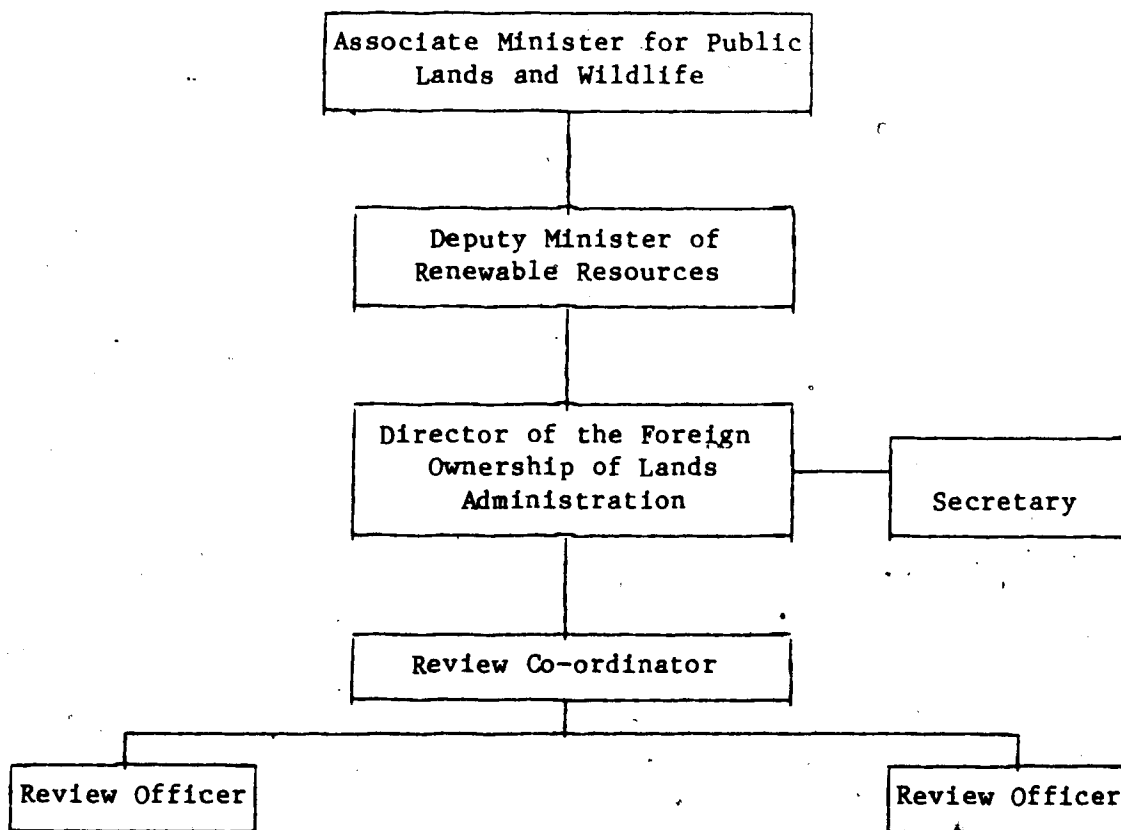 Associate Minister for Public
Lands and Wildlife
Deputy Minister of
Renewable Resources
Director of the Foreign
Ownership of Lands
Administration
Secretary
Review Co-ordinator
Review Officer
Review Officer